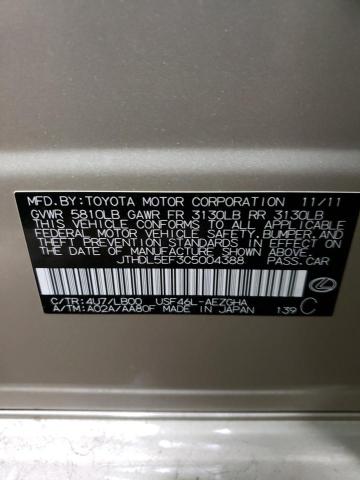 MFD.BY:TOYOTA MOTOR CORPORATION 11/11
GVWR 5810LB GAWR FR 3130LB RR 3130LB
THIS VEHICLE CONFORMS TO ALL APPLICABLE
FEDERAL MOTOR VEHICLE SAFETY, BUMPER, AND
THEFT PREVENTION STANDARDS IN EFFECT ON
THE DATE OF MANUFACTURE SHOWN ABOVE.
JTHDL5EF3C5004388 PASS.CAR
C/TR:4U7/LB00 USF46L-AEZGHA
A/TM:A02A/AA80F MADE IN JAPAN 139 C